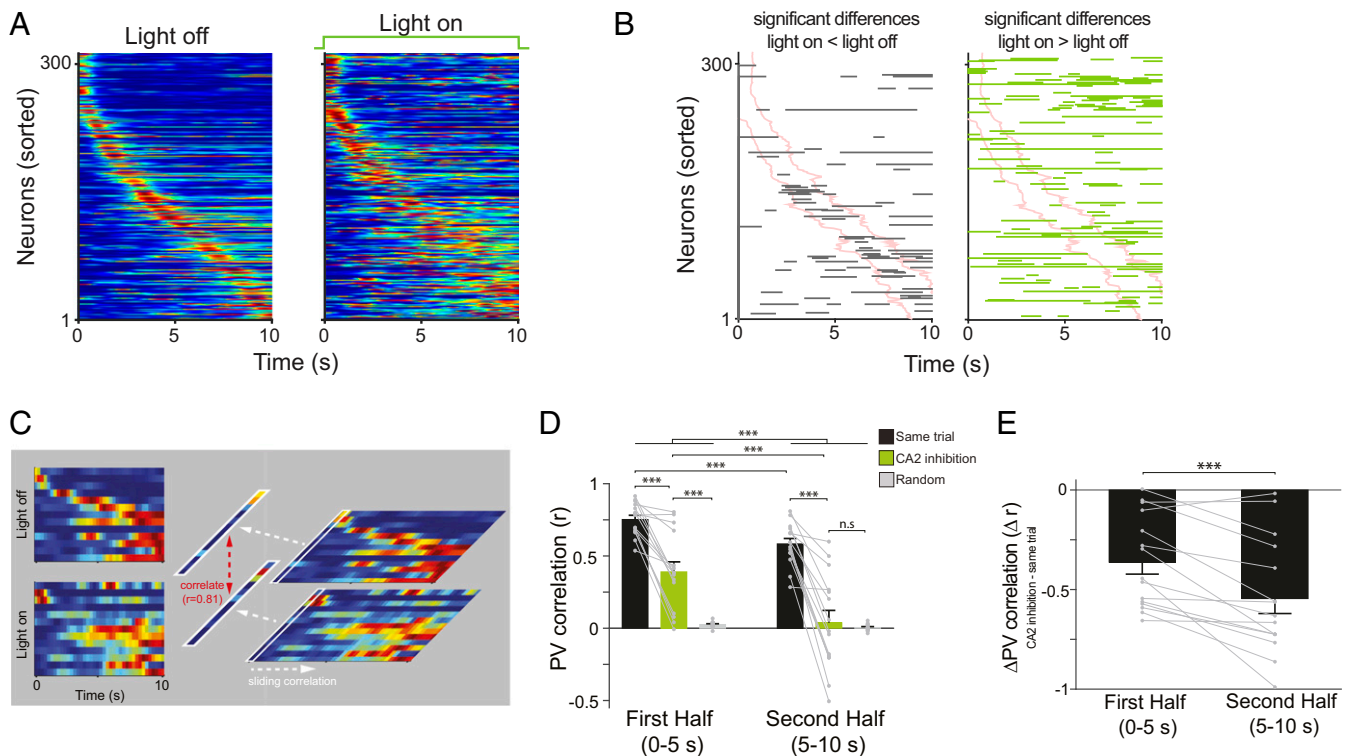 A
Light off
Light on
300
1
Neurons (sorted)
0
5
10
0
5
10
Time (s)
B
significant differences
light on < light off
significant differences
light on > light off
300
1
Neurons (sorted)
0
5
10
0
5
10
Time (s)
C
Light off
Light on
0
10
0
10
Time (s)
correlate
(r=0.81)
sliding correlation
D
***
***
***
***
***
***
n.s
Same trial
CA2 inhibition
Random
PV correlation (r)
1
0.5
0
-0.5
First Half
(0-5 s)
Second Half
(5-10 s)
E
***
ΔPV correlation (Δ r)
CA2 inhibition - same trial
0
-0.5
-1
First Half
(0-5 s)
Second Half
(5-10 s)